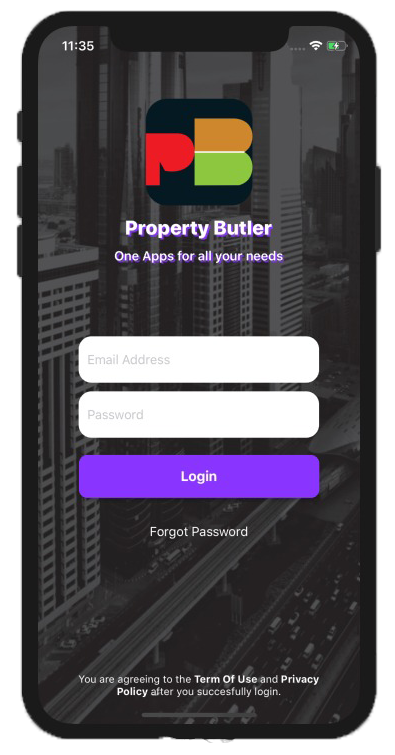 11:35
PB
Property Butler
One Apps for all your needs
Email Address
Password
Login
Forgot Password
You are agreeing to the Term Of Use and Privacy
Policy after you succesfully login.